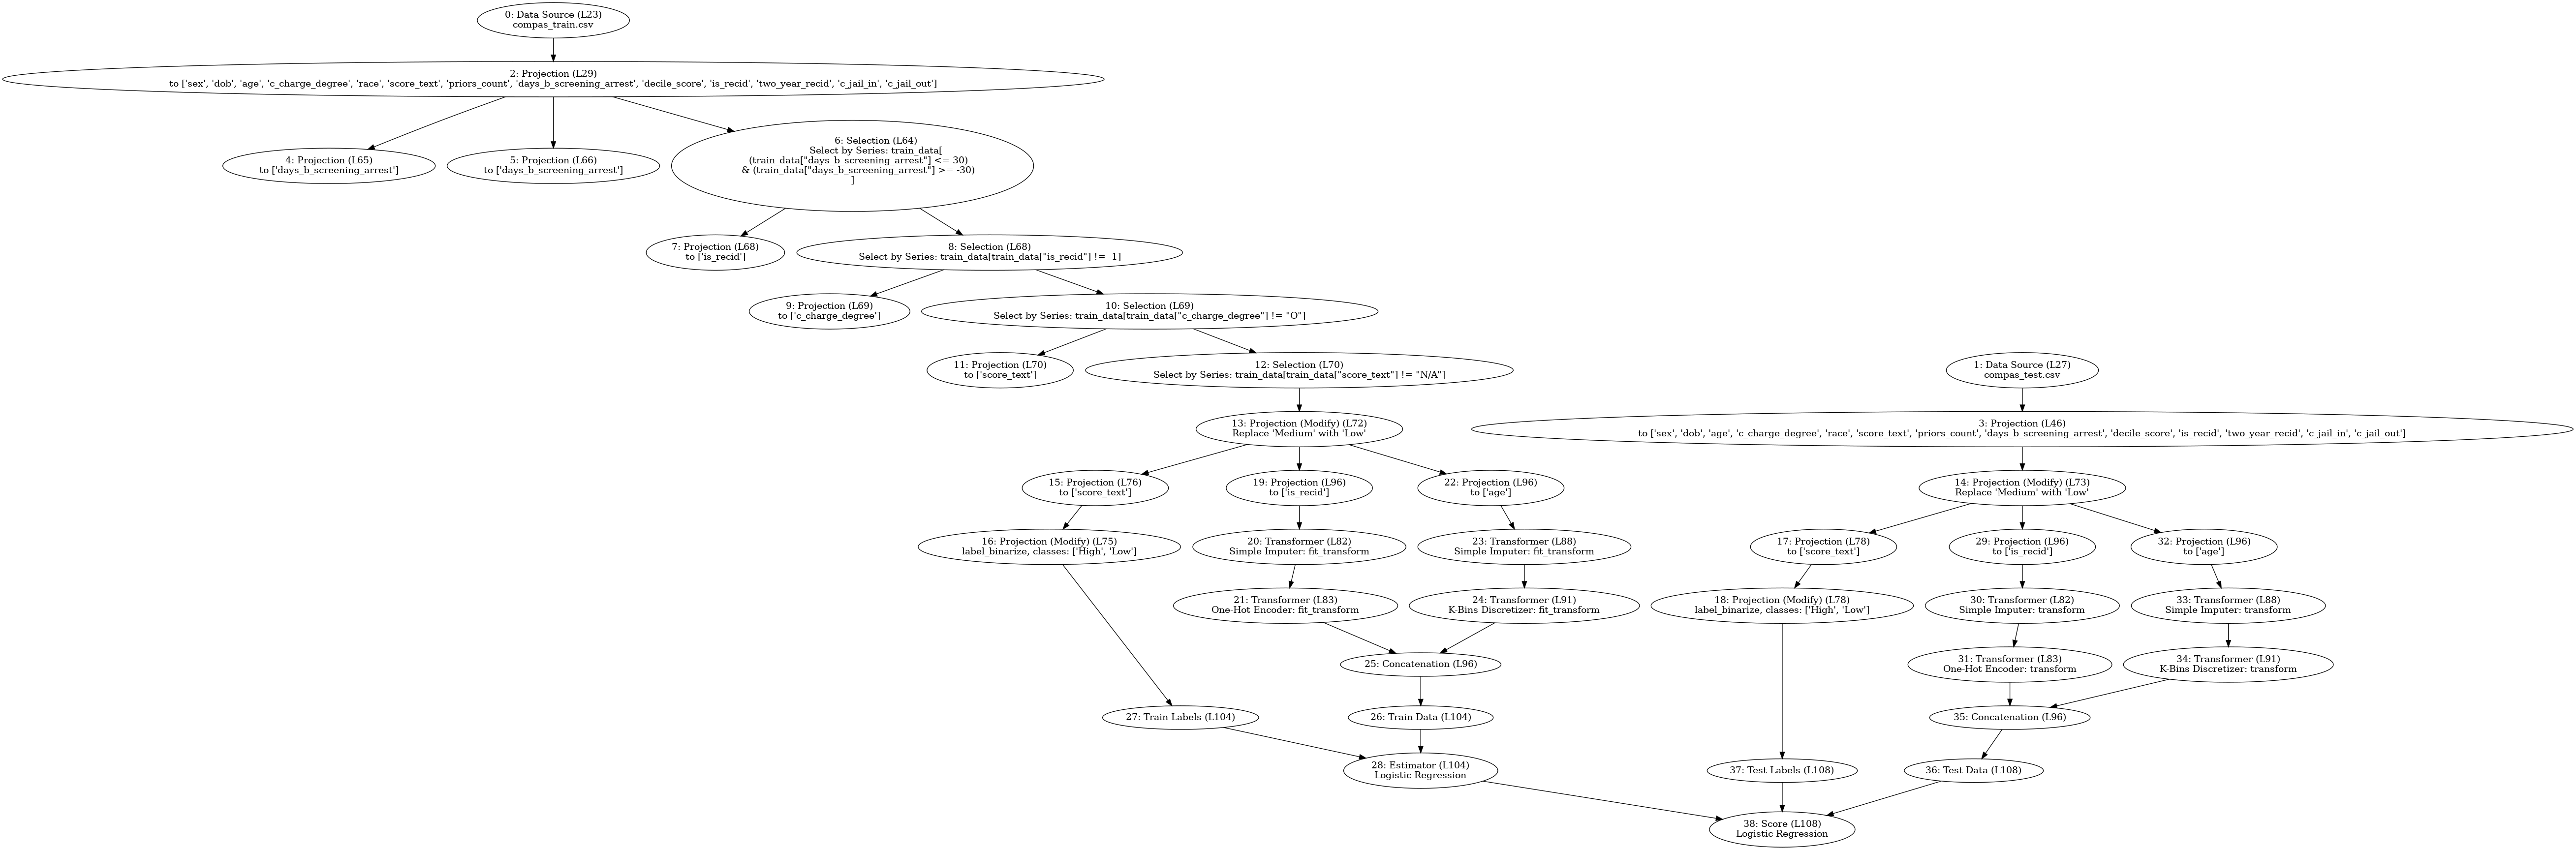 0: Data Source (L23)
compas_train.csv
2: Projection (L29)
to ['sex', 'dob', 'age', 'c_charge_degree', 'race', 'score_text', 'priors_count', 'days_b_screening_arrest', 'decile_score', 'is_recid', 'two_year_recid', 'c_jail_in', 'c_jail_out']
4: Projection (L65)
to ['days_b_screening_arrest']
5: Projection (L66)
to ['days_b_screening_arrest']
6: Selection (L64)
Select by Series: train_data[
(train_data["days_b_screening_arrest"] <= 30)
& (train_data["days_b_screening_arrest"] >= -30)
]
7: Projection (L68)
to ['is_recid']
8: Selection (L68)
Select by Series: train_data[train_data["is_recid"] != -1]
9: Projection (L69)
to ['c_charge_degree']
10: Selection (L69)
Select by Series: train_data[train_data["c_charge_degree"] != "O"]
11: Projection (L70)
to ['score_text']
12: Selection (L70)
Select by Series: train_data[train_data["score_text"] != "N/A"]
1: Data Source (L27)
compas_test.csv
13: Projection (Modify) (L72)
Replace 'Medium' with 'Low'
3: Projection (L46)
to ['sex', 'dob', 'age', 'c_charge_degree', 'race', 'score_text', 'priors_count', 'days_b_screening_arrest', 'decile_score', 'is_recid', 'two_year_recid', 'c_jail_in', 'c_jail_out']
15: Projection (L76)
to ['score_text']
19: Projection (L96)
to ['is_recid']
22: Projection (L96)
to ['age']
14: Projection (Modify) (L73)
Replace 'Medium' with 'Low'
16: Projection (Modify) (L75)
label_binarize, classes: ['High', 'Low']
20: Transformer (L82)
Simple Imputer: fit_transform
23: Transformer (L88)
Simple Imputer: fit_transform
17: Projection (L78)
to ['score_text']
29: Projection (L96)
to ['is_recid']
32: Projection (L96)
to ['age']
21: Transformer (L83)
One-Hot Encoder: fit_transform
24: Transformer (L91)
K-Bins Discretizer: fit_transform
18: Projection (Modify) (L78)
label_binarize, classes: ['High', 'Low']
30: Transformer (L82)
Simple Imputer: transform
33: Transformer (L88)
Simple Imputer: transform
25: Concatenation (L96)
31: Transformer (L83)
One-Hot Encoder: transform
34: Transformer (L91)
K-Bins Discretizer: transform
27: Train Labels (L104)
26: Train Data (L104)
35: Concatenation (L96)
28: Estimator (L104)
Logistic Regression
37: Test Labels (L108)
36: Test Data (L108)
38: Score (L108)
Logistic Regression